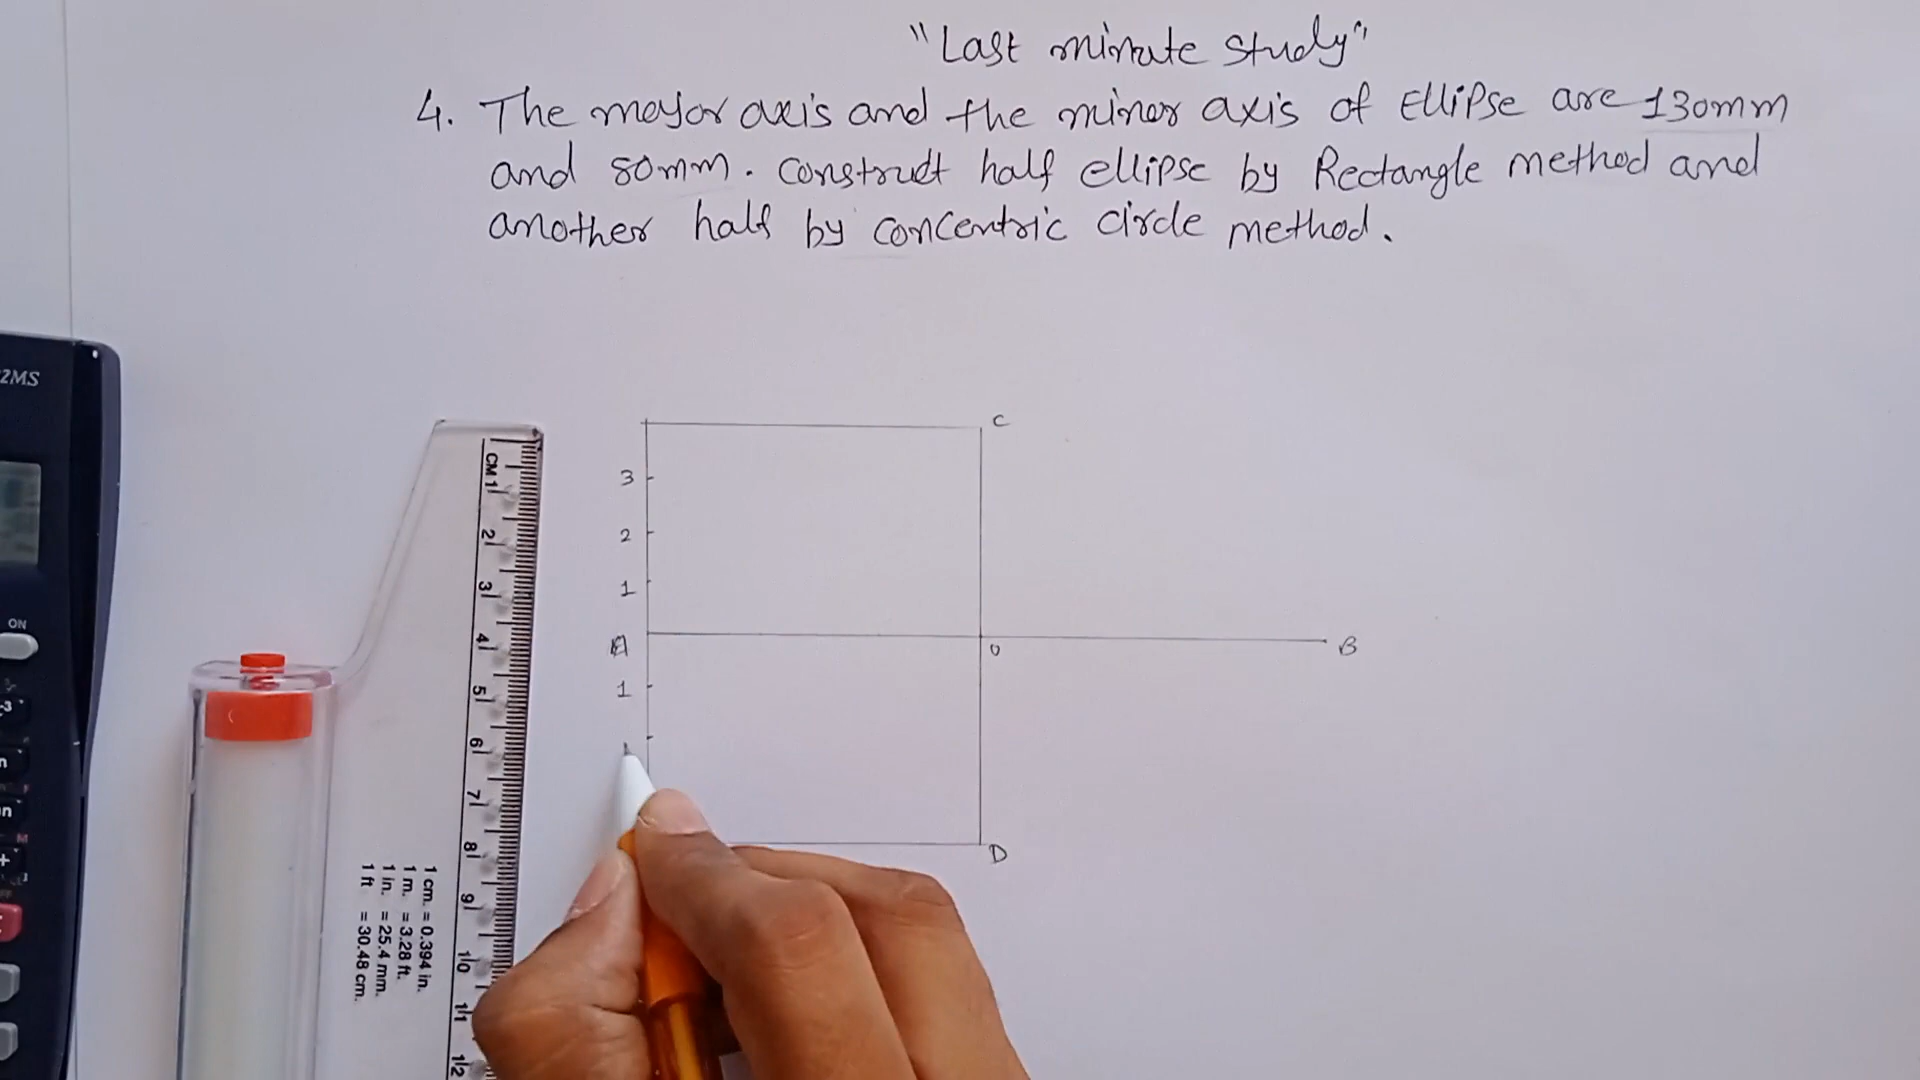 "Last minute study"
4. The major axis and the minor axis of Ellipse are 130mm
and 80mm. construct half ellipse by Rectangle method and
another half by concentric circle method.
2MS
C
CM 1 2 3 4 5 6 7 8 9 10 11 12
3
2
1
ON
A
O
B
1
D
1 cm. = 0.394 in.
1 m. = 3.28 ft.
1 in. = 25.4 mm.
1 ft = 30.48 cm.